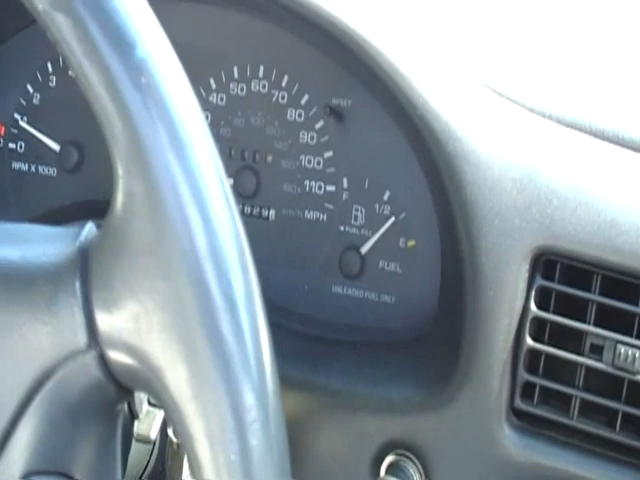 0
1
2
3
RPM X 1000
40
50
60
70
80
90
100
110
MPH
RESET
F
1/2
E
◄ FUEL FILL
FUEL
UNLEADED FUEL ONLY